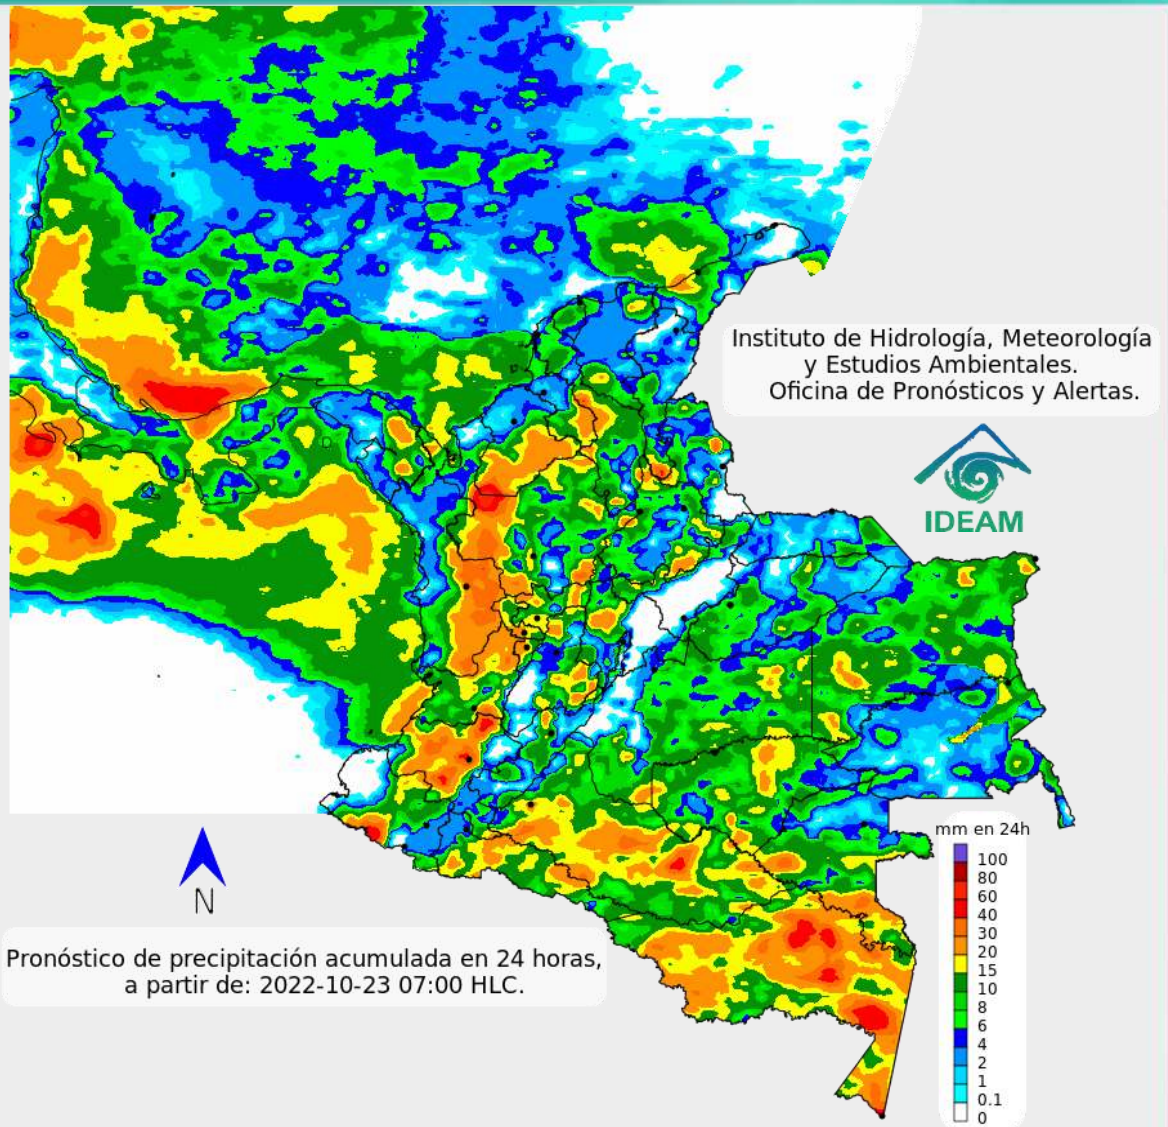 Instituto de Hidrología, Meteorología
y Estudios Ambientales.
Oficina de Pronósticos y Alertas.
IDEAM
mm en 24h
100
80
60
40
30
20
15
10
8
6
4
2
1
0.1
0
N
Pronóstico de precipitación acumulada en 24 horas,
a partir de: 2022-10-23 07:00 HLC.